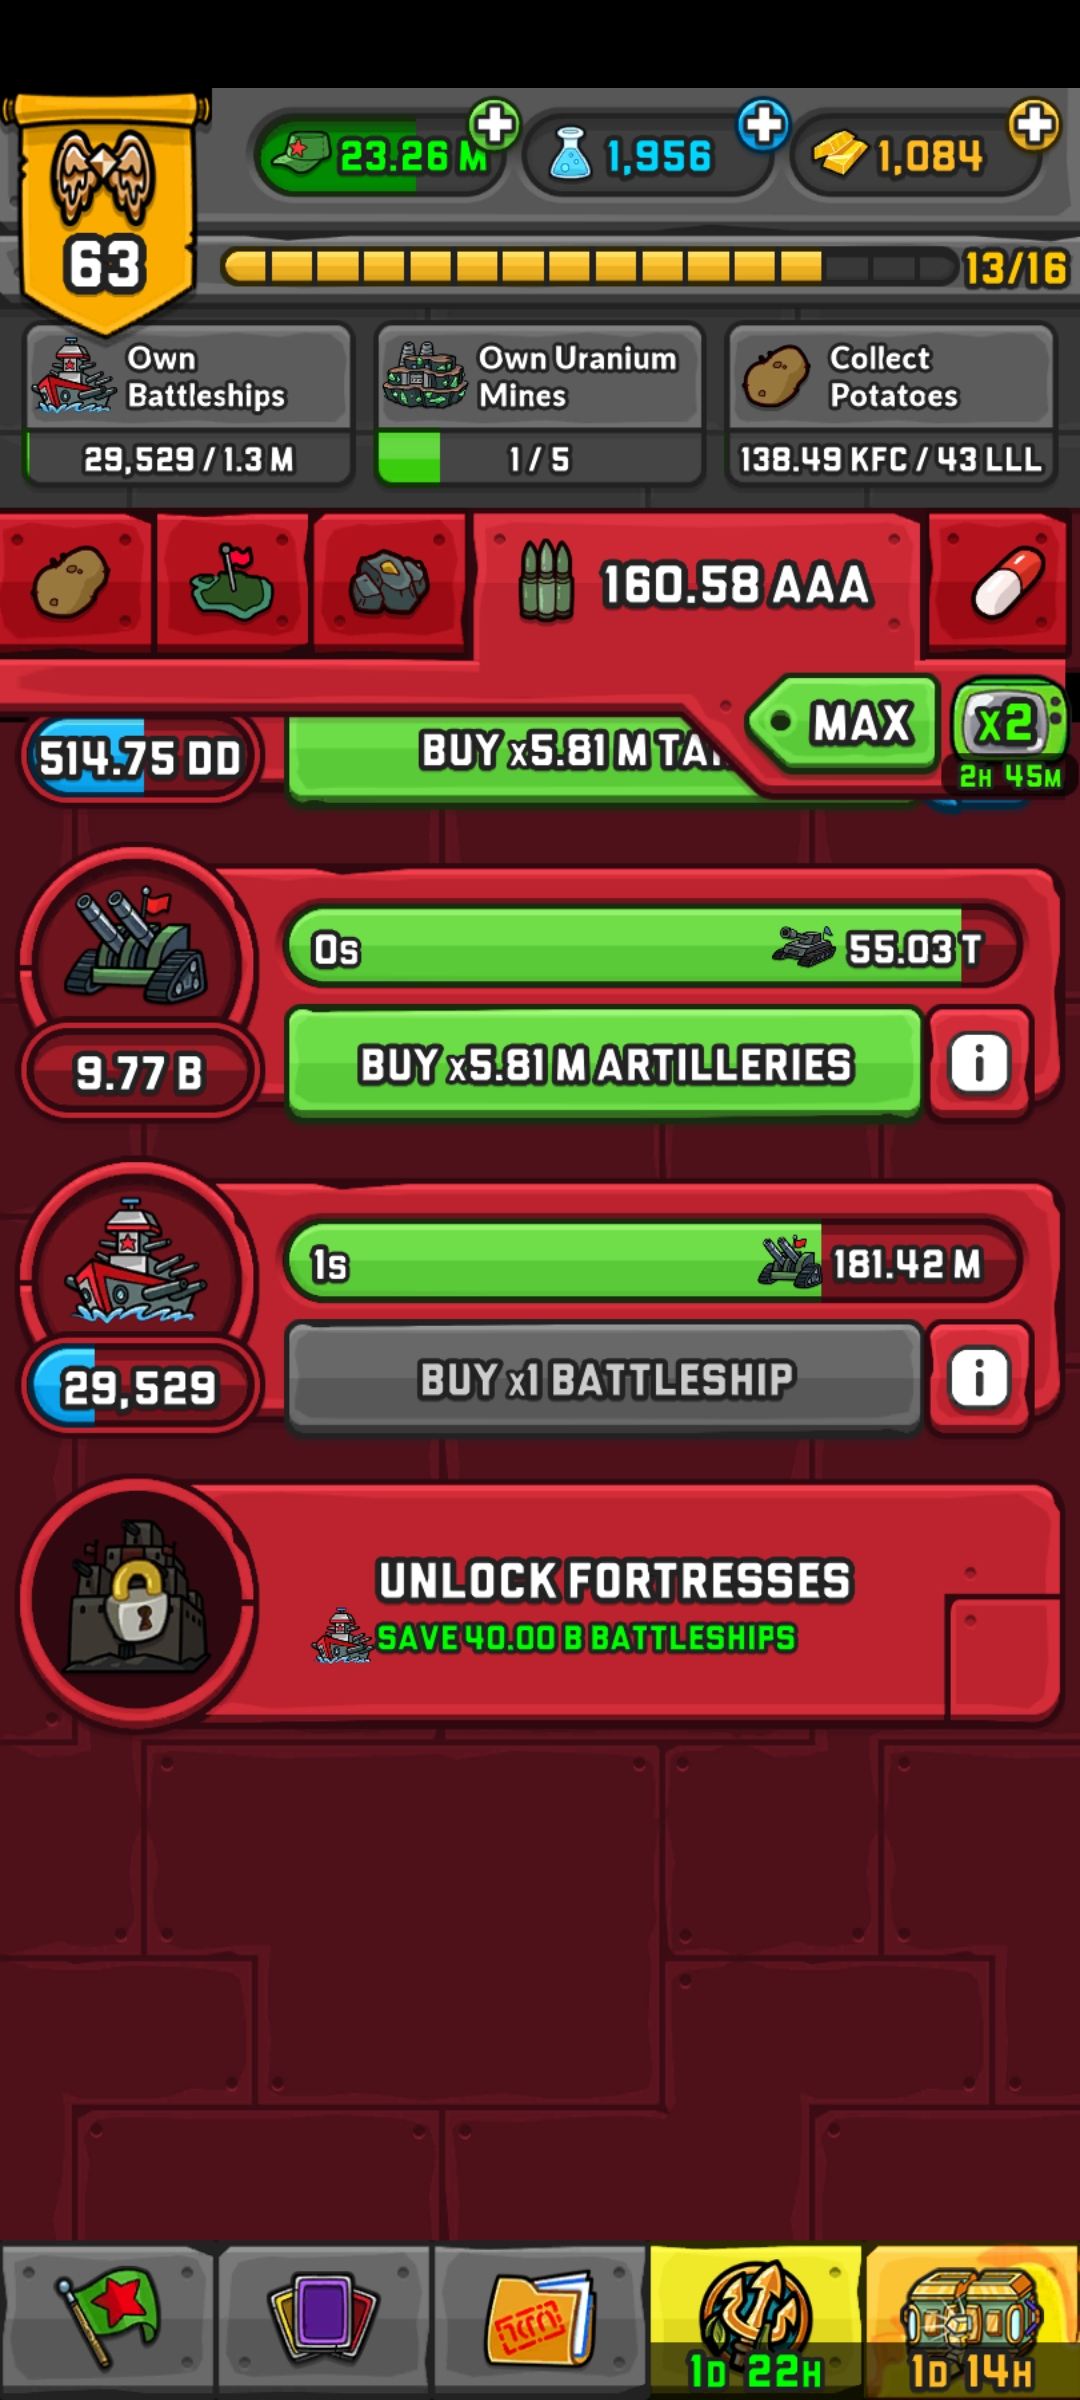 63
23.26 M
1,956
1,084
13/16
Own
Battleships
29,529 / 1.3 M
Own Uranium
Mines
1 / 5
Collect
Potatoes
138.49 KFC / 43 LLL
160.58 AAA
MAX
x2
2H 45M
514.75 DD
BUY x5.81 M
0s
55.03 T
9.77 B
BUY x5.81 M ARTILLERIES
i
1s
181.42 M
29,529
BUY x1 BATTLESHIP
i
UNLOCK FORTRESSES
SAVE 40.00 B BATTLESHIPS
1D 22H
1D 14H